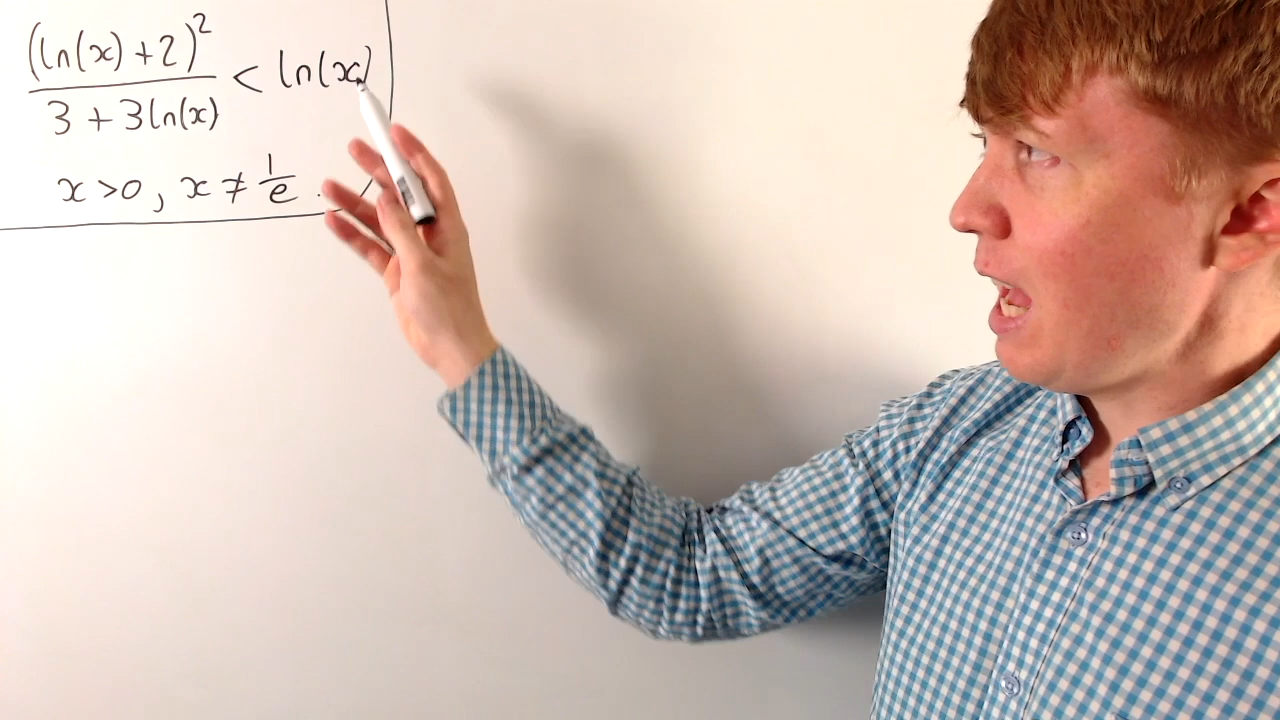 (ln(x)+2)²
/ 3+3ln(x) < ln(x)
x>0, x≠1/e.